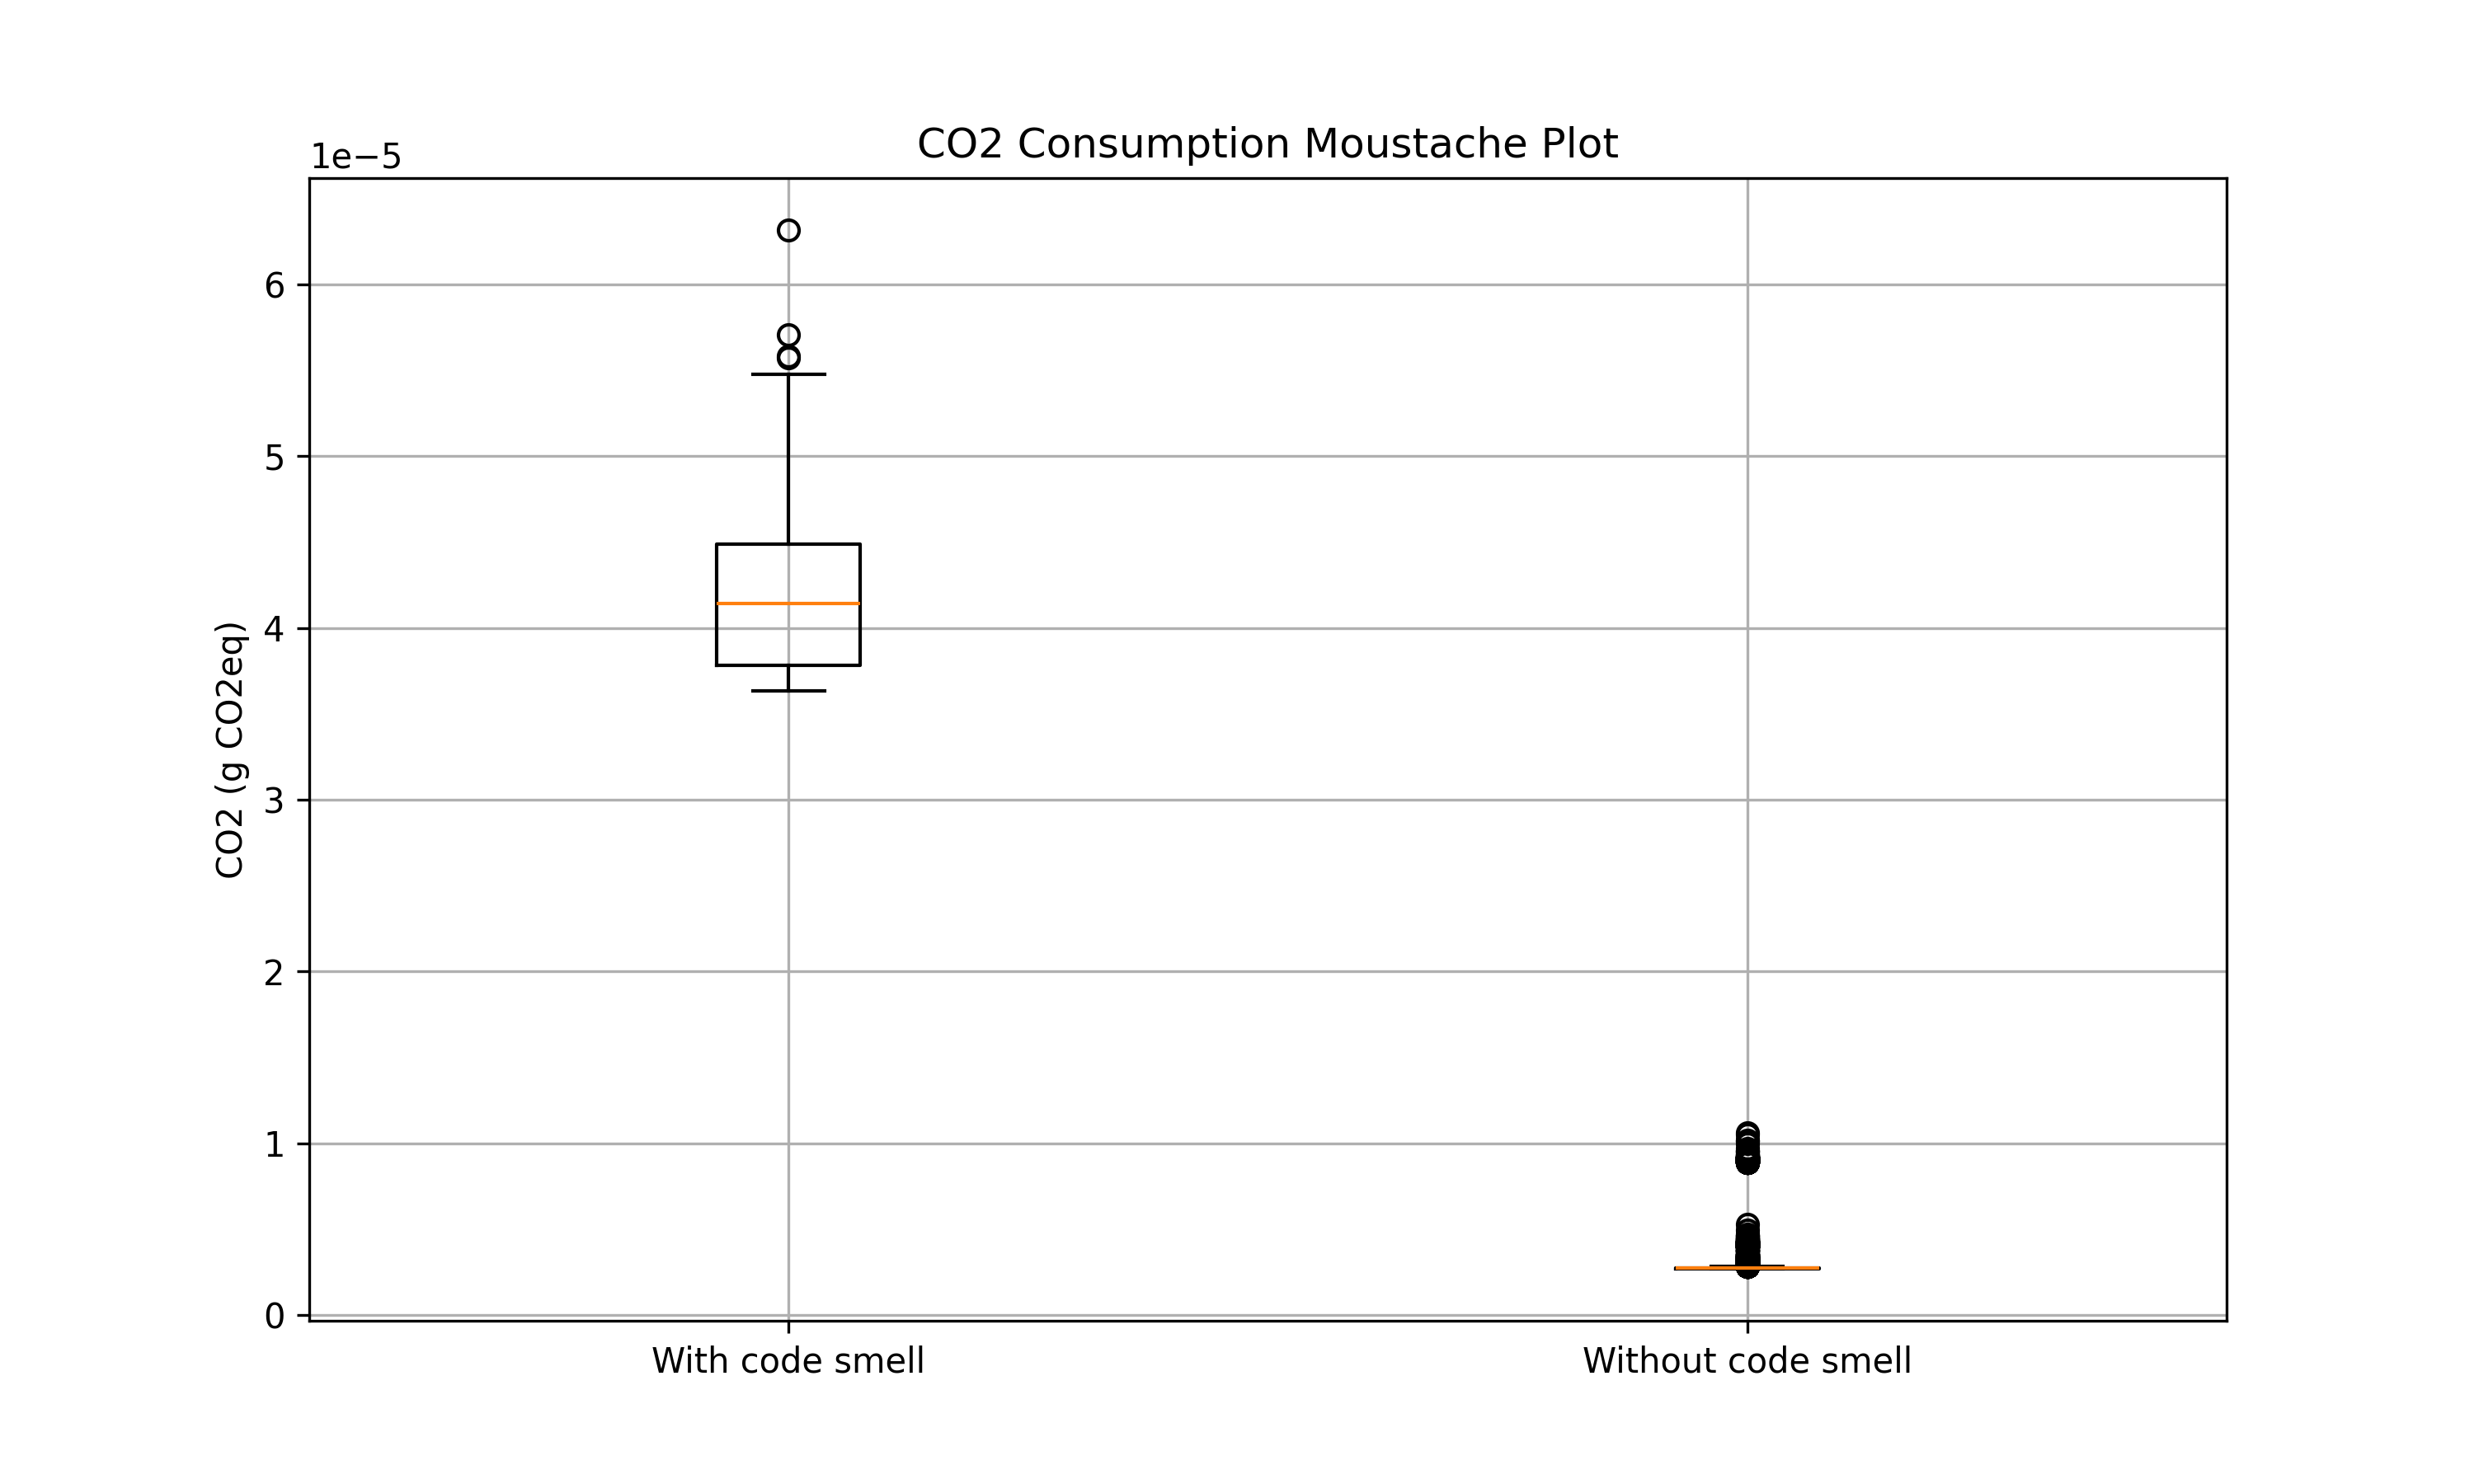 CO2 Consumption Moustache Plot
1e−5
6
5
4
3
2
1
0
CO2 (g CO2eq)
With code smell
Without code smell